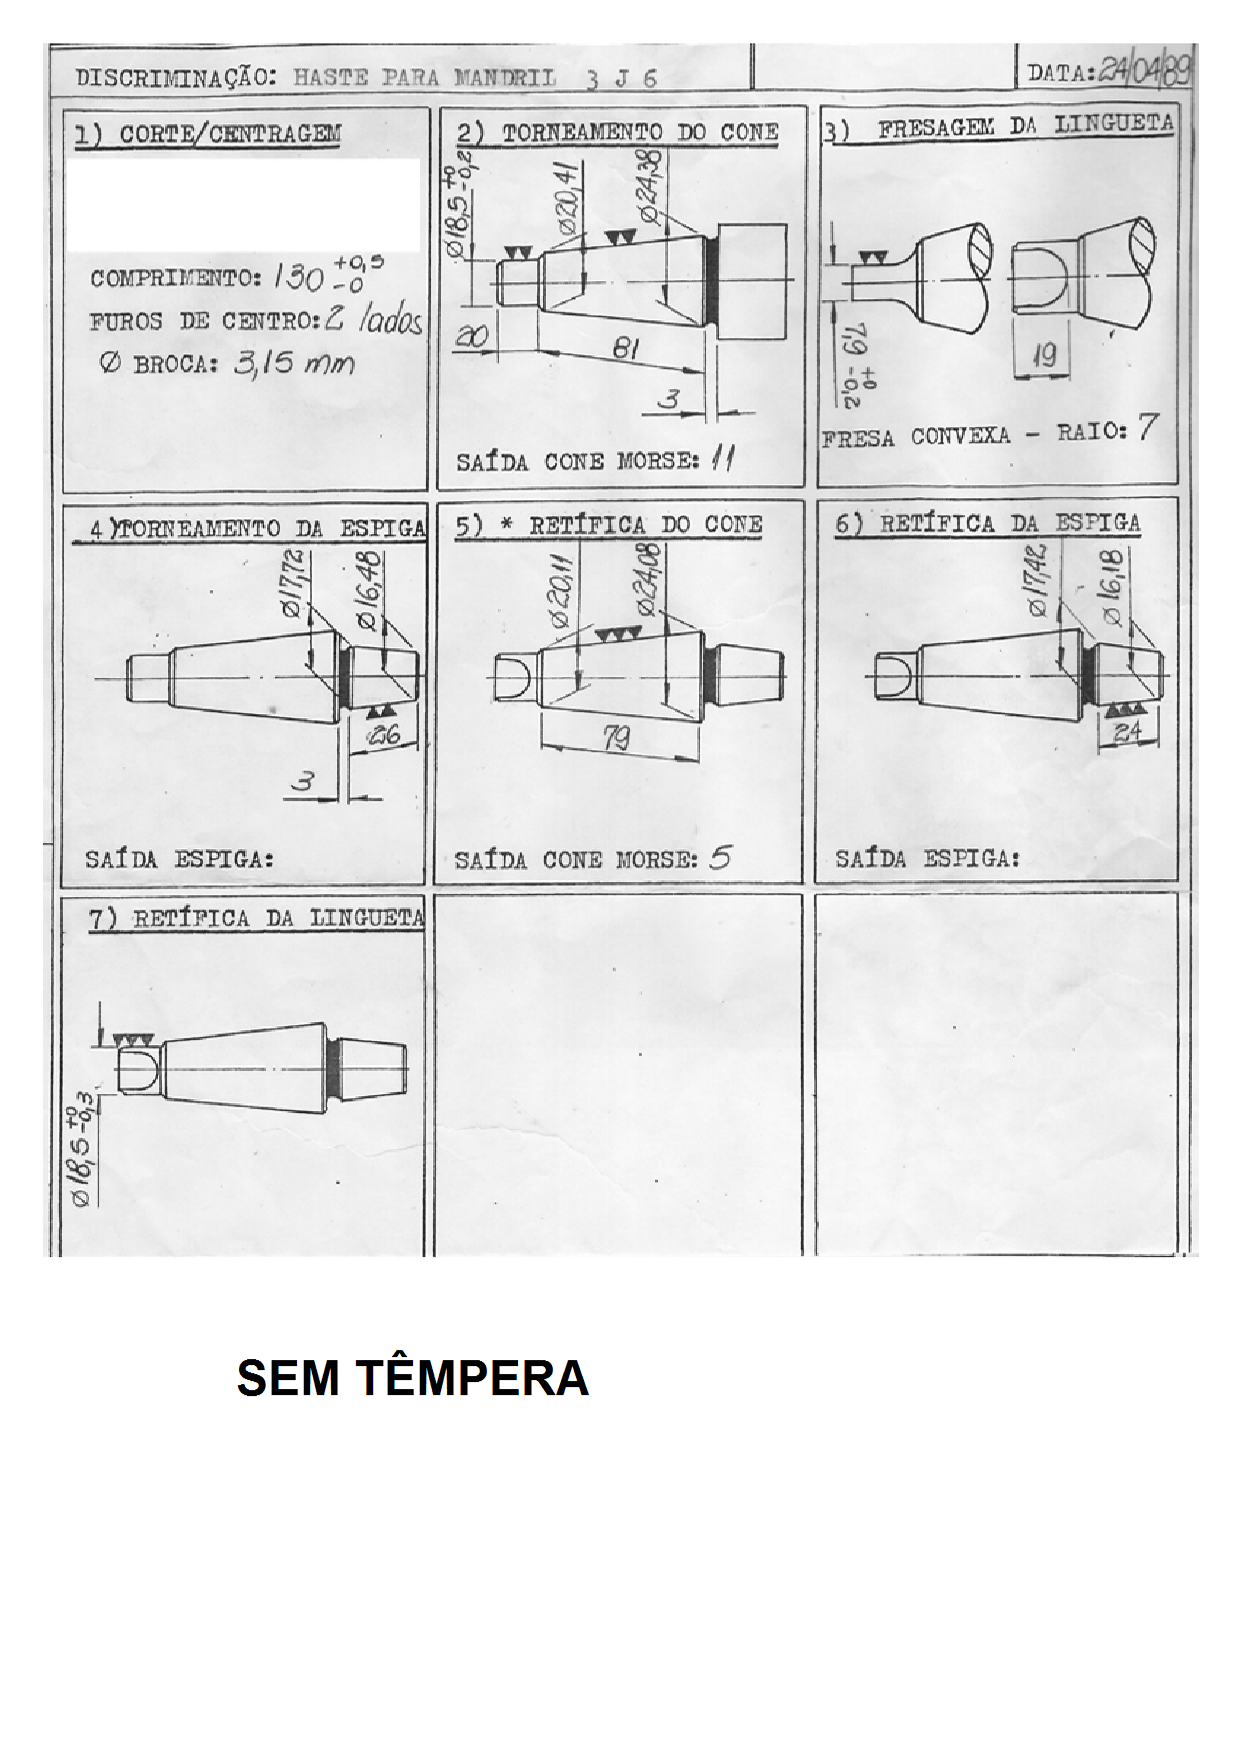 DISCRIMINAÇÃO: HASTE PARA MANDRIL 3 J 6
DATA: 24/04/89
1) CORTE/CENTRAGEM
COMPRIMENTO: 130 +0,5 -0
FUROS DE CENTRO: 2 lados
Ø BROCA: 3,15 mm
2) TORNEAMENTO DO CONE
Ø18,5 +0 -0,2
Ø20,41
Ø24,38
20
81
3
SAÍDA CONE MORSE: 11
3) FRESAGEM DA LINGUETA
7,9 +0 -0,2
19
FRESA CONVEXA - RAIO: 7
4) TORNEAMENTO DA ESPIGA
Ø17,72
Ø16,48
26
3
SAÍDA ESPIGA:
5) * RETÍFICA DO CONE
Ø20,11
Ø24,08
79
SAÍDA CONE MORSE: 5
6) RETÍFICA DA ESPIGA
Ø17,42
Ø16,18
24
SAÍDA ESPIGA:
7) RETÍFICA DA LINGUETA
Ø18,5 +0 -0,3
SEM TÊMPERA